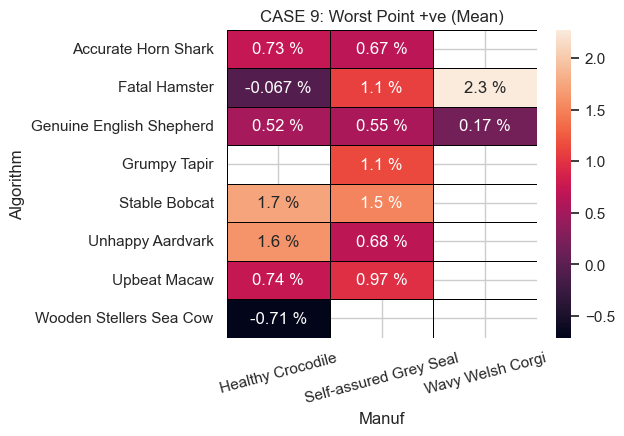 CASE 9: Worst Point +ve (Mean)
Algorithm
Accurate Horn Shark 0.73 % 0.67 %
Fatal Hamster -0.067 % 1.1 % 2.3 %
Genuine English Shepherd 0.52 % 0.55 % 0.17 %
Grumpy Tapir 1.1 %
Stable Bobcat 1.7 % 1.5 %
Unhappy Aardvark 1.6 % 0.68 %
Upbeat Macaw 0.74 % 0.97 %
Wooden Stellers Sea Cow -0.71 %
Healthy Crocodile Self-assured Grey Seal Wavy Welsh Corgi
Manuf
2.0
1.5
1.0
0.5
0.0
−0.5